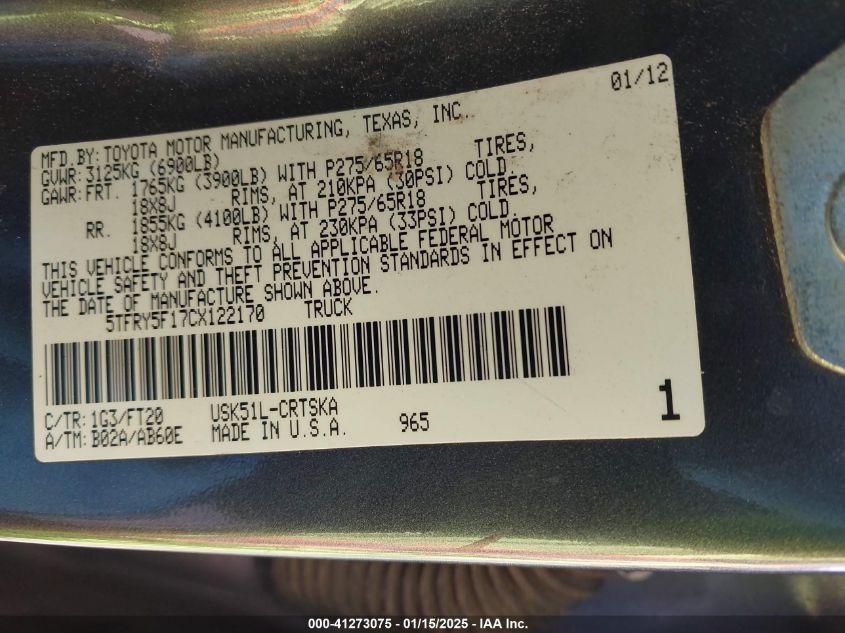 01/12
MFD.BY: TOYOTA MOTOR MANUFACTURING, TEXAS, INC.
GVWR: 3125KG (6900LB)
GAWR: FRT. 1765KG (3900LB) WITH P275/65R18 TIRES,
18X8J RIMS, AT 210KPA (30PSI) COLD.
RR. 1855KG (4100LB) WITH P275/65R18 TIRES,
18X8J RIMS, AT 230KPA (33PSI) COLD.
THIS VEHICLE CONFORMS TO ALL APPLICABLE FEDERAL MOTOR
VEHICLE SAFETY AND THEFT PREVENTION STANDARDS IN EFFECT ON
THE DATE OF MANUFACTURE SHOWN ABOVE.
5TFRY5F17CX122170 TRUCK
C/TR: 1G3/FT20 USK51L-CRTSKA
A/TM: B02A/AB60E MADE IN U.S.A. 965
1
000-41273075 - 01/15/2025 - IAA Inc.